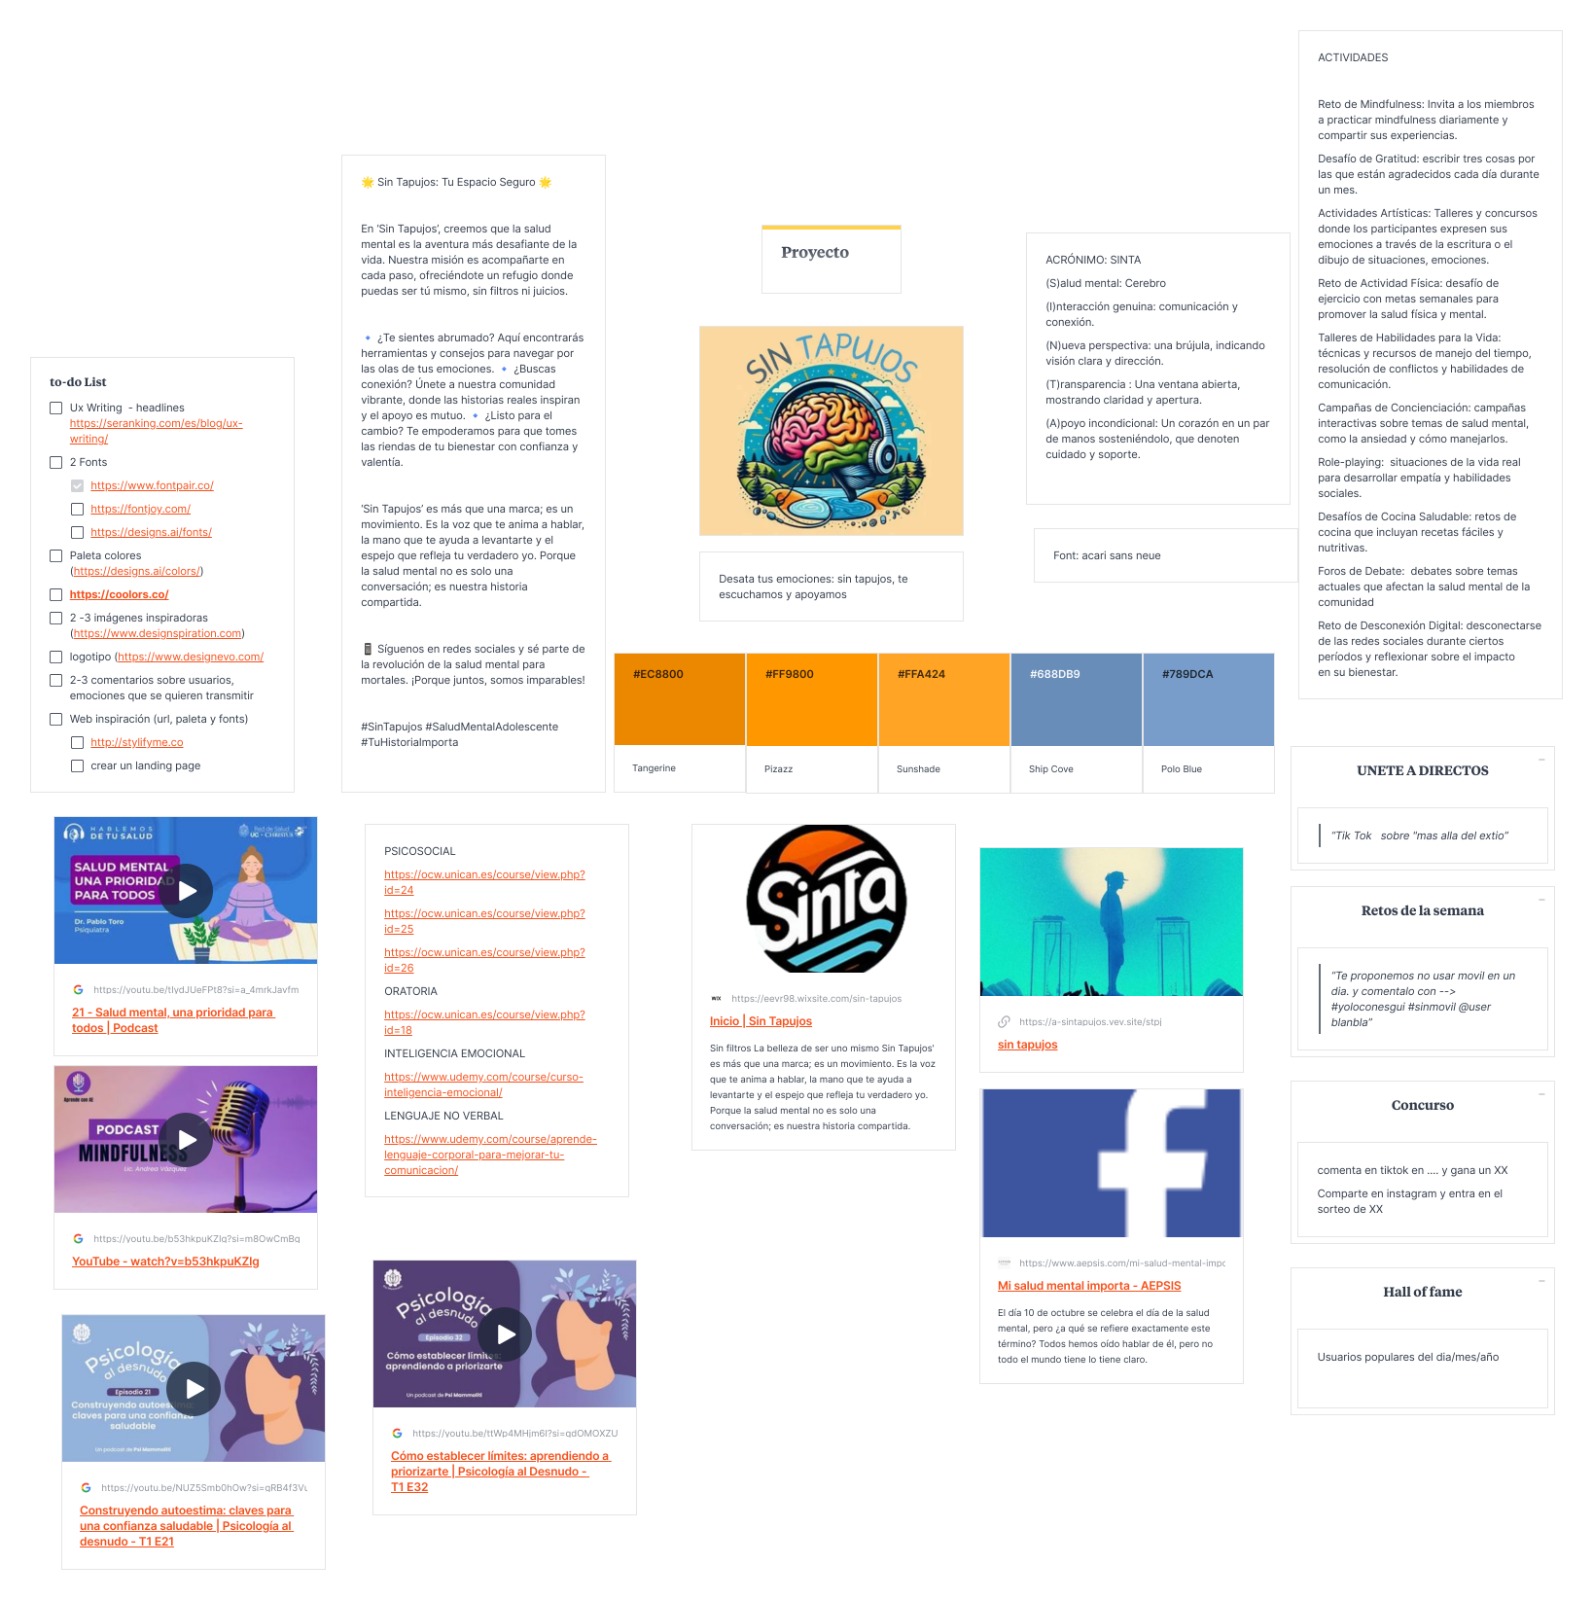 to-do List
Ux Writing - headlines
https://seranking.com/es/blog/ux-
writing/
2 Fonts
https://www.fontpair.co/
https://fontjoy.com/
https://designs.ai/fonts/
Paleta colores
(https://designs.ai/colors/)
https://coolors.co/
2 -3 imágenes inspiradoras
(https://www.designspiration.com)
logotipo (https://www.designevo.com/
2-3 comentarios sobre usuarios,
emociones que se quieren transmitir
Web inspiración (url, paleta y fonts)
http://stylifyme.co
crear un landing page
🌟 Sin Tapujos: Tu Espacio Seguro 🌟
En ‘Sin Tapujos’, creemos que la salud
mental es la aventura más desafiante de la
vida. Nuestra misión es acompañarte en
cada paso, ofreciéndote un refugio donde
puedas ser tú mismo, sin filtros ni juicios.
🔹 ¿Te sientes abrumado? Aquí encontrarás
herramientas y consejos para navegar por
las olas de tus emociones. 🔹 ¿Buscas
conexión? Únete a nuestra comunidad
vibrante, donde las historias reales inspiran
y el apoyo es mutuo. 🔹 ¿Listo para el
cambio? Te empoderamos para que tomes
las riendas de tu bienestar con confianza y
valentía.
‘Sin Tapujos’ es más que una marca; es un
movimiento. Es la voz que te anima a hablar,
la mano que te ayuda a levantarte y el
espejo que refleja tu verdadero yo. Porque
la salud mental no es solo una
conversación; es nuestra historia
compartida.
📱 Síguenos en redes sociales y sé parte de
la revolución de la salud mental para
mortales. ¡Porque juntos, somos imparables!
#SinTapujos #SaludMentalAdolescente
#TuHistoriaImporta
Proyecto
SIN TAPUJOS
Desata tus emociones: sin tapujos, te
escuchamos y apoyamos
ACRÓNIMO: SINTA
(S)alud mental: Cerebro
(I)nteracción genuina: comunicación y
conexión.
(N)ueva perspectiva: una brújula, indicando
visión clara y dirección.
(T)ransparencia : Una ventana abierta,
mostrando claridad y apertura.
(A)poyo incondicional: Un corazón en un par
de manos sosteniéndolo, que denoten
cuidado y soporte.
Font: acari sans neue
#EC8800
Tangerine
#FF9800
Pizazz
#FFA424
Sunshade
#688DB9
Ship Cove
#789DCA
Polo Blue
ACTIVIDADES
Reto de Mindfulness: Invita a los miembros
a practicar mindfulness diariamente y
compartir sus experiencias.
Desafío de Gratitud: escribir tres cosas por
las que están agradecidos cada día durante
un mes.
Actividades Artísticas: Talleres y concursos
donde los participantes expresen sus
emociones a través de la escritura o el
dibujo de situaciones, emociones.
Reto de Actividad Física: desafío de
ejercicio con metas semanales para
promover la salud física y mental.
Talleres de Habilidades para la Vida:
técnicas y recursos de manejo del tiempo,
resolución de conflictos y habilidades de
comunicación.
Campañas de Concienciación: campañas
interactivas sobre temas de salud mental,
como la ansiedad y cómo manejarlos.
Role-playing: situaciones de la vida real
para desarrollar empatía y habilidades
sociales.
Desafíos de Cocina Saludable: retos de
cocina que incluyan recetas fáciles y
nutritivas.
Foros de Debate: debates sobre temas
actuales que afectan la salud mental de la
comunidad
Reto de Desconexión Digital: desconectarse
de las redes sociales durante ciertos
períodos y reflexionar sobre el impacto
en su bienestar.
HABLEMOS
DE TU SALUD
Red de Salud
UC - CHRISTUS
SALUD MENTAL,
UNA PRIORIDAD
PARA TODOS
Dr. Pablo Toro
Psiquiatra
https://youtu.be/tIydJUeFPt8?si=a_4mrkJavfm
21 - Salud mental, una prioridad para
todos | Podcast
PODCAST
MINDFULNESS
Lic. Andrea Vázquez
https://youtu.be/b53hkpuKZIg?si=m8OwCmBq
YouTube - watch?v=b53hkpuKZIg
Psicología
al desnudo
Episodio 21
Construyendo autoestima:
claves para una confianza
saludable
Un podcast de Psi Mammoliti
https://youtu.be/NUZ5Smb0hOw?si=qRB4f3Vu
Construyendo autoestima: claves para
una confianza saludable | Psicología al
desnudo - T1 E21
PSICOSOCIAL
https://ocw.unican.es/course/view.php?
id=24
https://ocw.unican.es/course/view.php?
id=25
https://ocw.unican.es/course/view.php?
id=26
ORATORIA
https://ocw.unican.es/course/view.php?
id=18
INTELIGENCIA EMOCIONAL
https://www.udemy.com/course/curso-
inteligencia-emocional/
LENGUAJE NO VERBAL
https://www.udemy.com/course/aprende-
lenguaje-corporal-para-mejorar-tu-
comunicacion/
Psicología
al desnudo
Episodio 32
Cómo establecer límites:
aprendiendo a priorizarte
Un podcast de Psi Mammoliti
https://youtu.be/ttWp4MHjm6I?si=qdOMOXZU
Cómo establecer límites: aprendiendo a
priorizarte | Psicología al Desnudo -
T1 E32
Sinta
WIX
https://eevr98.wixsite.com/sin-tapujos
Inicio | Sin Tapujos
Sin filtros La belleza de ser uno mismo Sin Tapujos'
es más que una marca; es un movimiento. Es la voz
que te anima a hablar, la mano que te ayuda a
levantarte y el espejo que refleja tu verdadero yo.
Porque la salud mental no es solo una
conversación; es nuestra historia compartida.
https://a-sintapujos.vev.site/stpj
sin tapujos
https://www.aepsis.com/mi-salud-mental-impo
Mi salud mental importa - AEPSIS
El día 10 de octubre se celebra el día de la salud
mental, pero ¿a qué se refiere exactamente este
término? Todos hemos oído hablar de él, pero no
todo el mundo tiene lo tiene claro.
UNETE A DIRECTOS
"Tik Tok sobre "mas alla del extio"
Retos de la semana
"Te proponemos no usar movil en un
dia. y comentalo con -->
#yoloconesgui #sinmovil @user
blanbla"
Concurso
comenta en tiktok en .... y gana un XX
Comparte en instagram y entra en el
sorteo de XX
Hall of fame
Usuarios populares del dia/mes/año